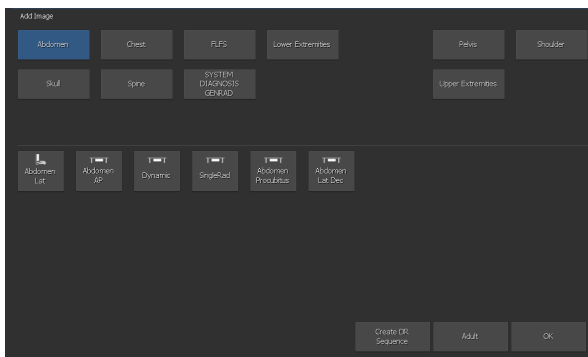 Add Image
Abdomen
Chest
FLFS
Lower Extremities
Pelvis
Shoulder
Skull
Spine
SYSTEM
DIAGNOSIS
GENRAD
Upper Extremities
Abdomen
Lat
Abdomen
AP
Dynamic
SingleRad
Abdomen
Procubitus
Abdomen
Lat Dec
Create DR
Sequence
Adult
OK